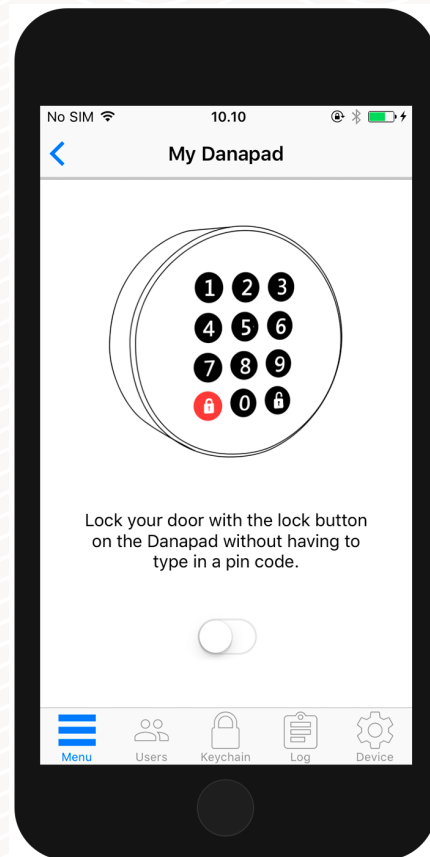 No SIM 10.10
My Danapad
1 2 3
4 5 6
7 8 9
0
Lock your door with the lock button
on the Danapad without having to
type in a pin code.
Menu Users Keychain Log Device